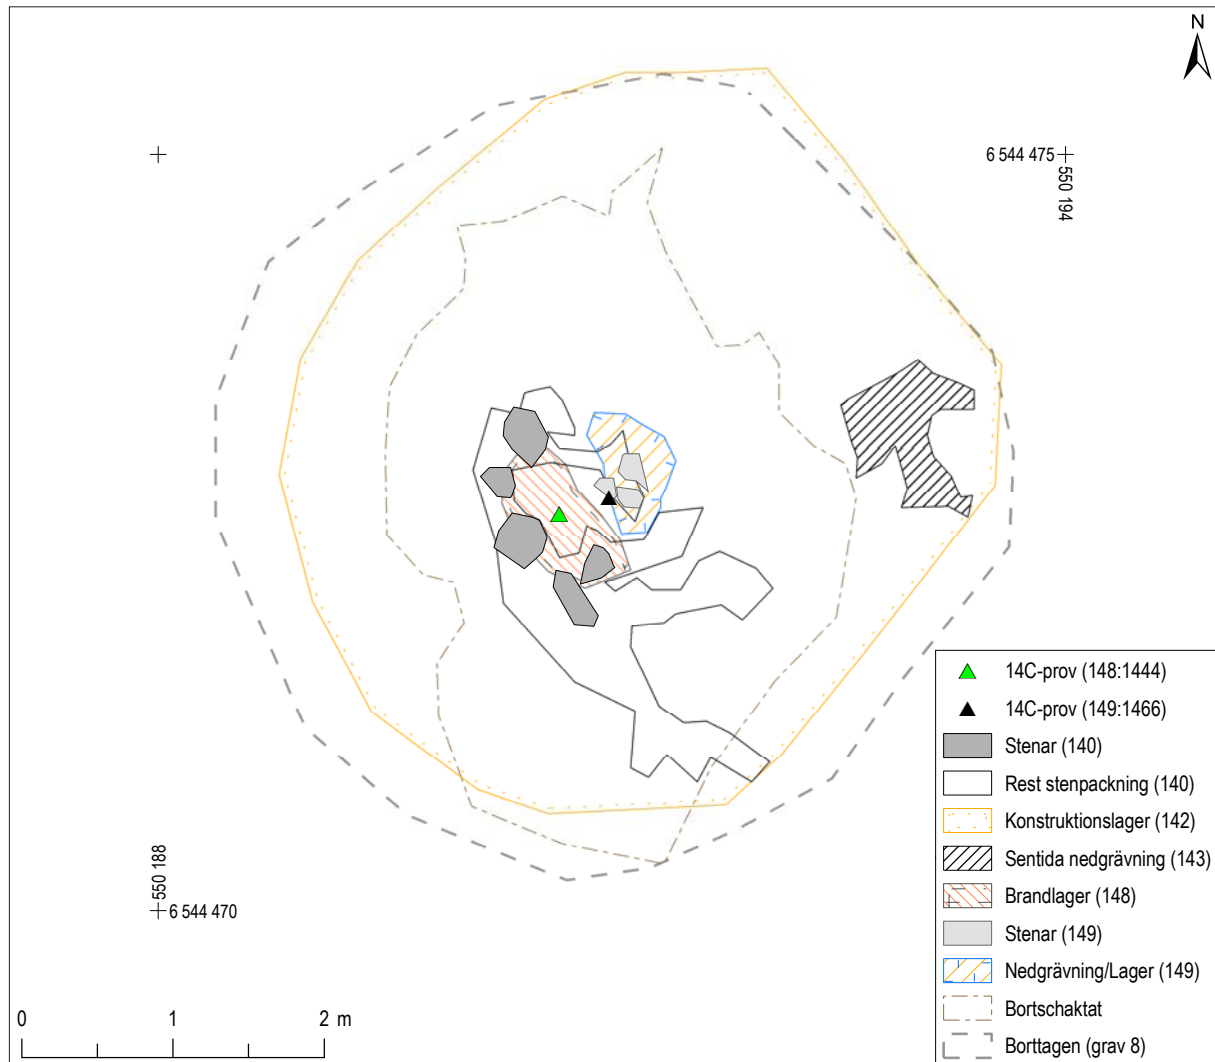 N
6 544 475
550 194
550 188
6 544 470
14C-prov (148:1444)
14C-prov (149:1466)
Stenar (140)
Rest stenpackning (140)
Konstruktionslager (142)
Sentida nedgrävning (143)
Brandlager (148)
Stenar (149)
Nedgrävning/Lager (149)
Bortschaktat
Borttagen (grav 8)
0 1 2 m